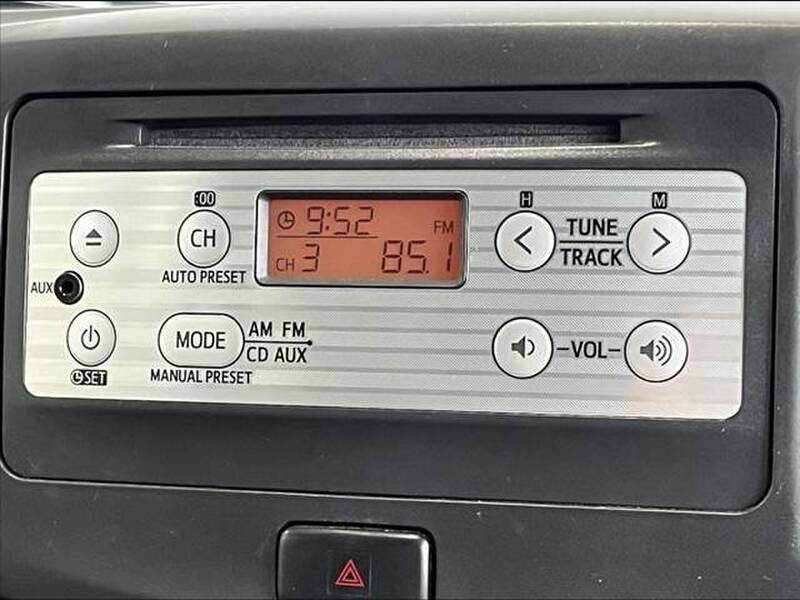 :00
H
M
CH
9:52
FM
TUNE
CH 3
85.1
TRACK
AUTO PRESET
AUX
MODE
AM FM
CD AUX
VOL
SET
MANUAL PRESET